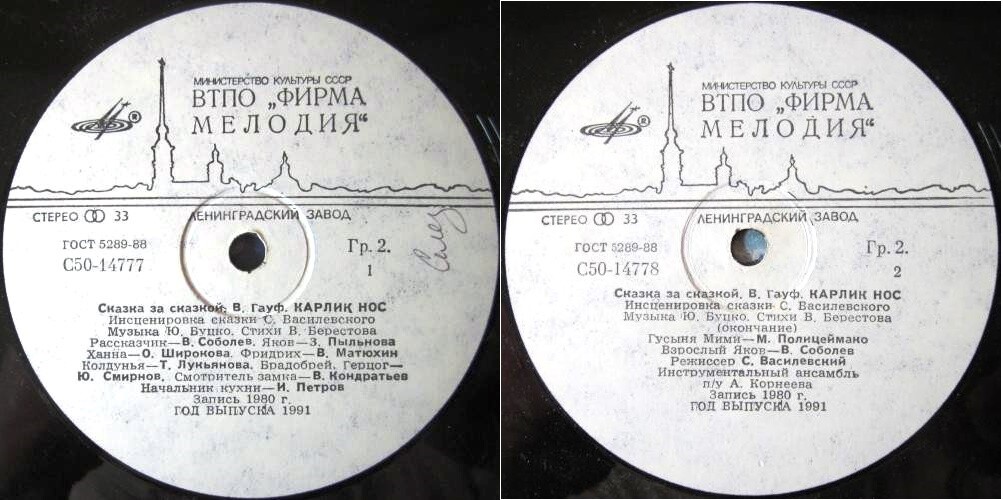 МИНИСТЕРСТВО КУЛЬТУРЫ СССР
ВТПО „ФИРМА
МЕЛОДИЯ“
R
СТЕРЕО 33
ЛЕНИНГРАДСКИЙ ЗАВОД
ГОСТ 5289-88
Гр. 2.
С50-14777
1
Сказка за сказкой. В. Гауф. КАРЛИК НОС
Инсценировка сказки С. Василевского
Музыка Ю. Буцко. Стихи В. Берестова
Рассказчик—В. Соболев, Яков—З. Пыльнова
Ханна—О. Широкова, Фридрих—В. Матюхин
Колдунья—Т. Лукьянова, Брадобрей, Герцог—
Ю. Смирнов, Смотритель замка—В. Кондратьев
Начальник кухни—И. Петров
Запись 1980 г.
ГОД ВЫПУСКА 1991
МИНИСТЕРСТВО КУЛЬТУРЫ СССР
ВТПО „ФИРМА
МЕЛОДИЯ“
R
СТЕРЕО 33
ЛЕНИНГРАДСКИЙ ЗАВОД
ГОСТ 5289-88
Гр. 2.
С50-14778
2
Сказка за сказкой. В. Гауф. КАРЛИК НОС
Инсценировка сказки С. Василевского
Музыка Ю. Буцко. Стихи В. Берестова
(окончание)
Гусыня Мими—М. Полицеймако
Взрослый Яков—В. Соболев
Режиссер С. Василевский
Инструментальный ансамбль
п/у А. Корнеева
Запись 1980 г.
ГОД ВЫПУСКА 1991